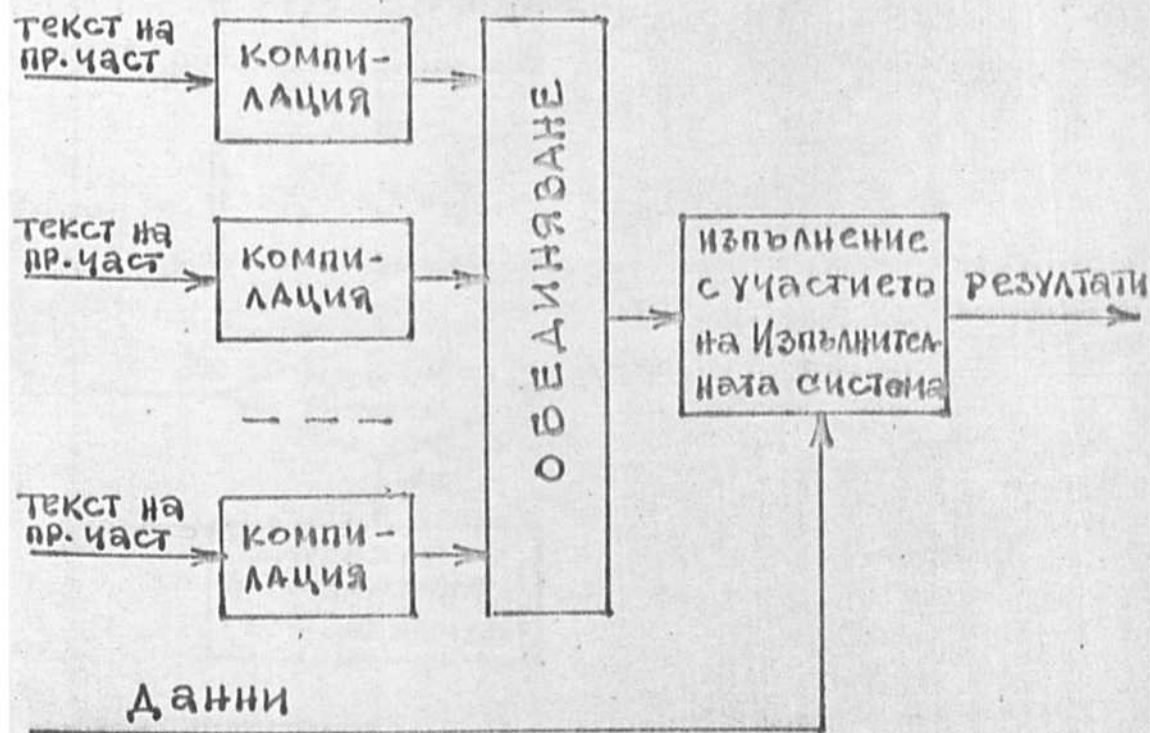 текст на
пр. част
компи-
лация
текст на
пр. част
компи-
лация
текст на
пр. част
компи-
лация
ОБЕДИНЯВАНЕ
изпълнение
с участието
на Изпълнител-
ната система
резултати
Данни